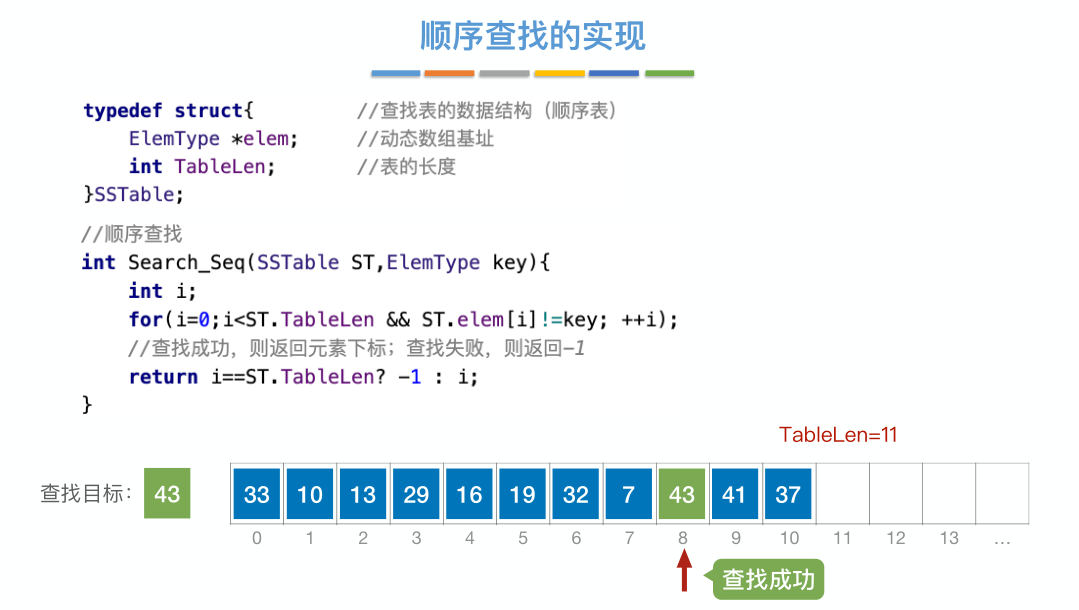 顺序查找的实现
typedef struct{ //查找表的数据结构（顺序表）
ElemType *elem; //动态数组基址
int TableLen; //表的长度
}SSTable;
//顺序查找
int Search_Seq(SSTable ST,ElemType key){
int i;
for(i=0;i<ST.TableLen && ST.elem[i]!=key; ++i);
//查找成功，则返回元素下标；查找失败，则返回-1
return i==ST.TableLen? -1 : i;
}
TableLen=11
查找目标： 43 33 10 13 29 16 19 32 7 43 41 37
0 1 2 3 4 5 6 7 8 9 10 11 12 13 ...
查找成功